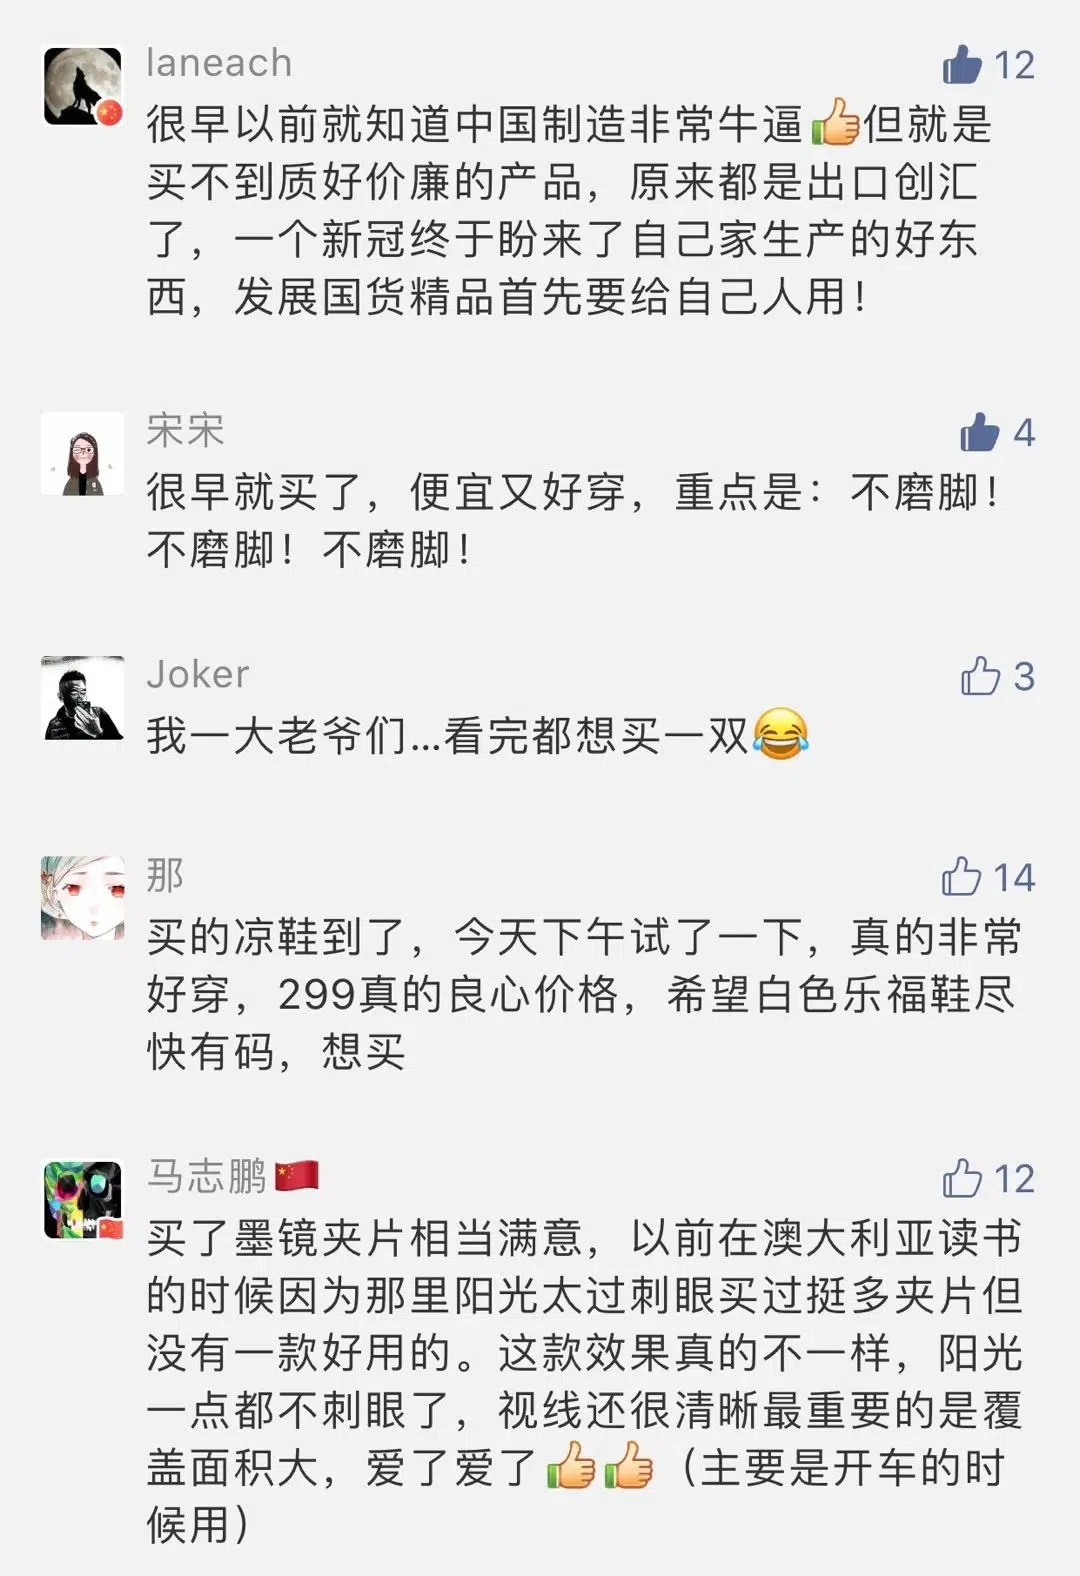 laneach 12
很早以前就知道中国制造非常牛逼👍但就是
买不到质好价廉的产品，原来都是出口创汇
了，一个新冠终于盼来了自己家生产的好东
西，发展国货精品首先要给自己人用！
宋宋 4
很早就买了，便宜又好穿，重点是：不磨脚！
不磨脚！不磨脚！
Joker 3
我一大老爷们...看完都想买一双😂
那 14
买的凉鞋到了，今天下午试了一下，真的非常
好穿，299真的良心价格，希望白色乐福鞋尽
快有码，想买
马志鹏🇨🇳 12
买了墨镜夹片相当满意，以前在澳大利亚读书
的时候因为那里阳光太过刺眼买过挺多夹片但
没有一款好用的。这款效果真的不一样，阳光
一点都不刺眼了，视线还很清晰最重要的是覆
盖面积大，爱了爱了👍👍（主要是开车的时
候用）